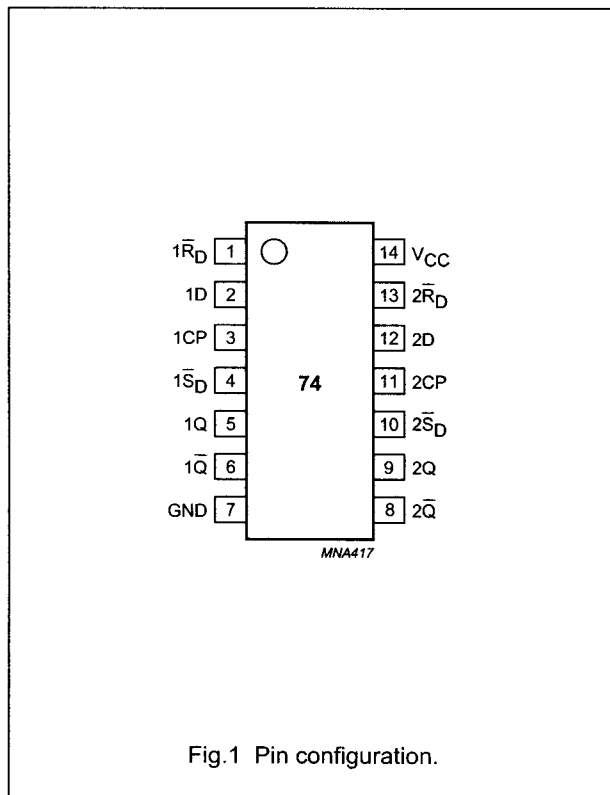 1R̅D 1 14 VCC
1D 2 13 2R̅D
1CP 3 12 2D
1S̅D 4 74 11 2CP
1Q 5 10 2S̅D
1Q̅ 6 9 2Q
GND 7 8 2Q̅
MNA417
Fig.1 Pin configuration.